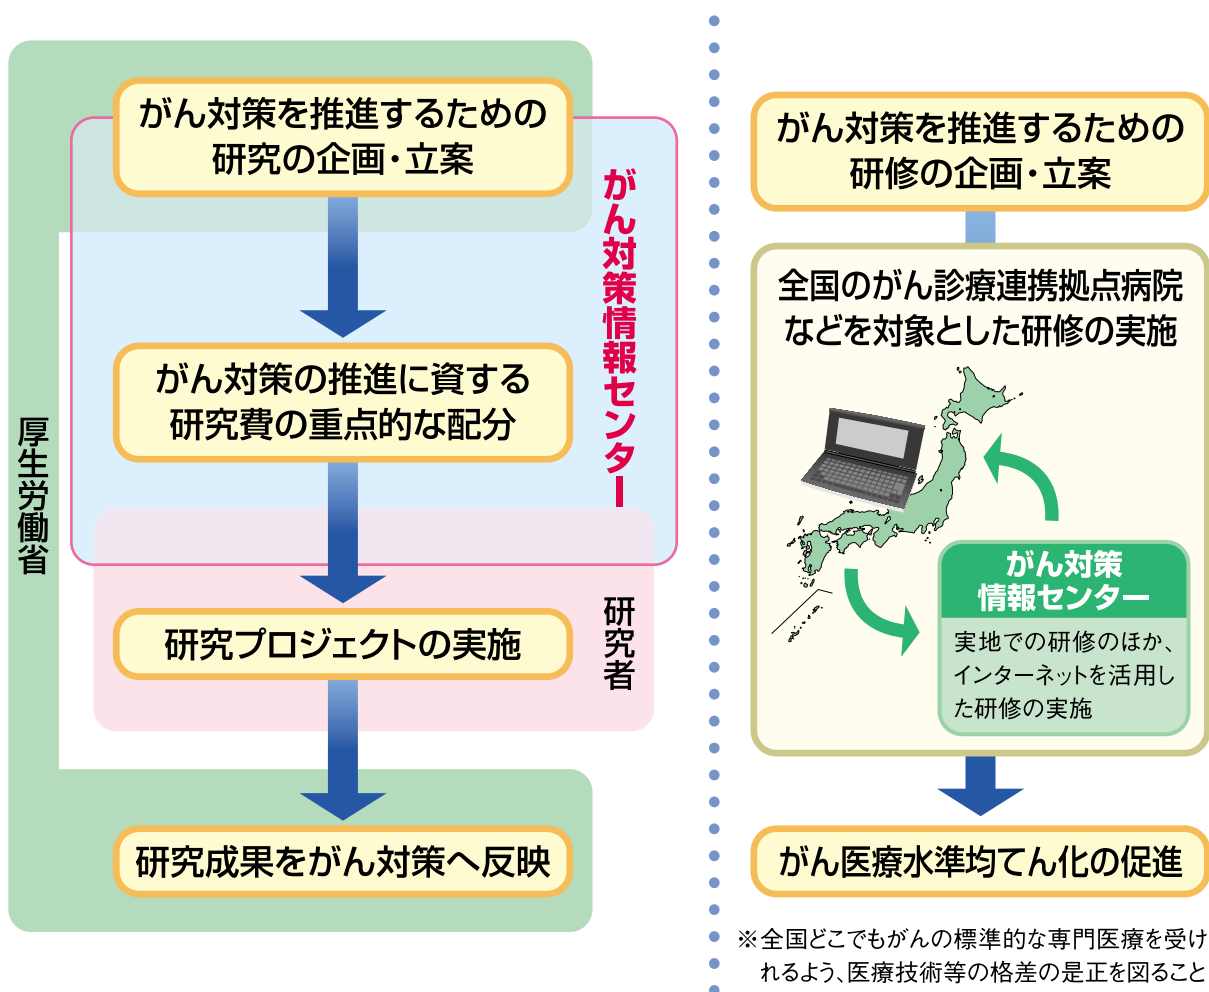 がん対策を推進するための
研究の企画・立案
がん対策情報センター
がん対策の推進に資する
研究費の重点的な配分
厚生労働省
研究者
研究プロジェクトの実施
研究成果をがん対策へ反映
がん対策を推進するための
研修の企画・立案
全国のがん診療連携拠点病院
などを対象とした研修の実施
がん対策
情報センター
実地での研修のほか、
インターネットを活用し
た研修の実施
がん医療水準均てん化の促進
※全国どこでもがんの標準的な専門医療を受け
れるよう、医療技術等の格差の是正を図ること